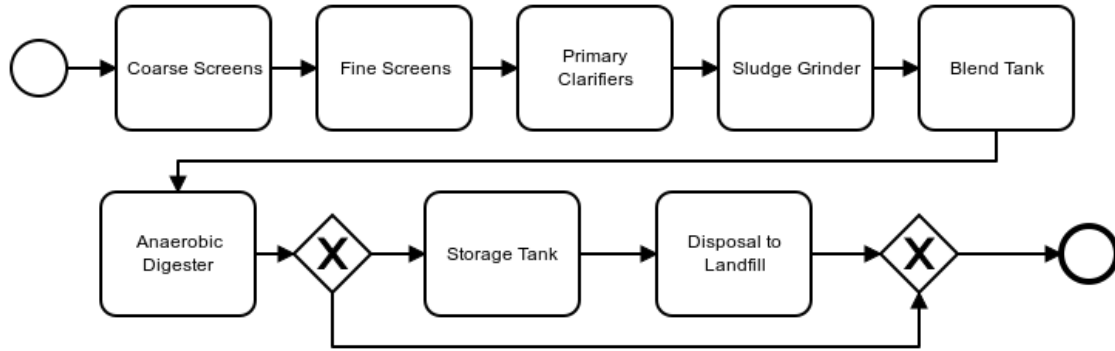 Coarse Screens
Fine Screens
Primary
Clarifiers
Sludge Grinder
Blend Tank
Anaerobic
Digester
X
Storage Tank
Disposal to
Landfill
X